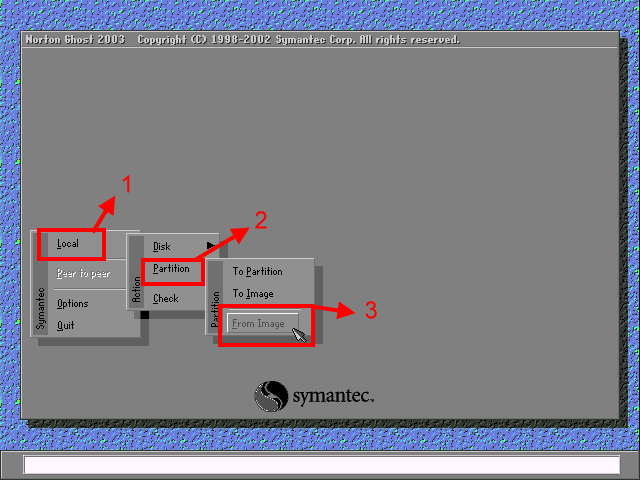 Norton Ghost 2003   Copyright (C) 1998-2002 Symantec Corp. All rights reserved.
1
2
3
Local
Peer to peer
Options
Quit
Symantec
Disk
Partition
Check
Action
To Partition
To Image
From Image
Partition
symantec.